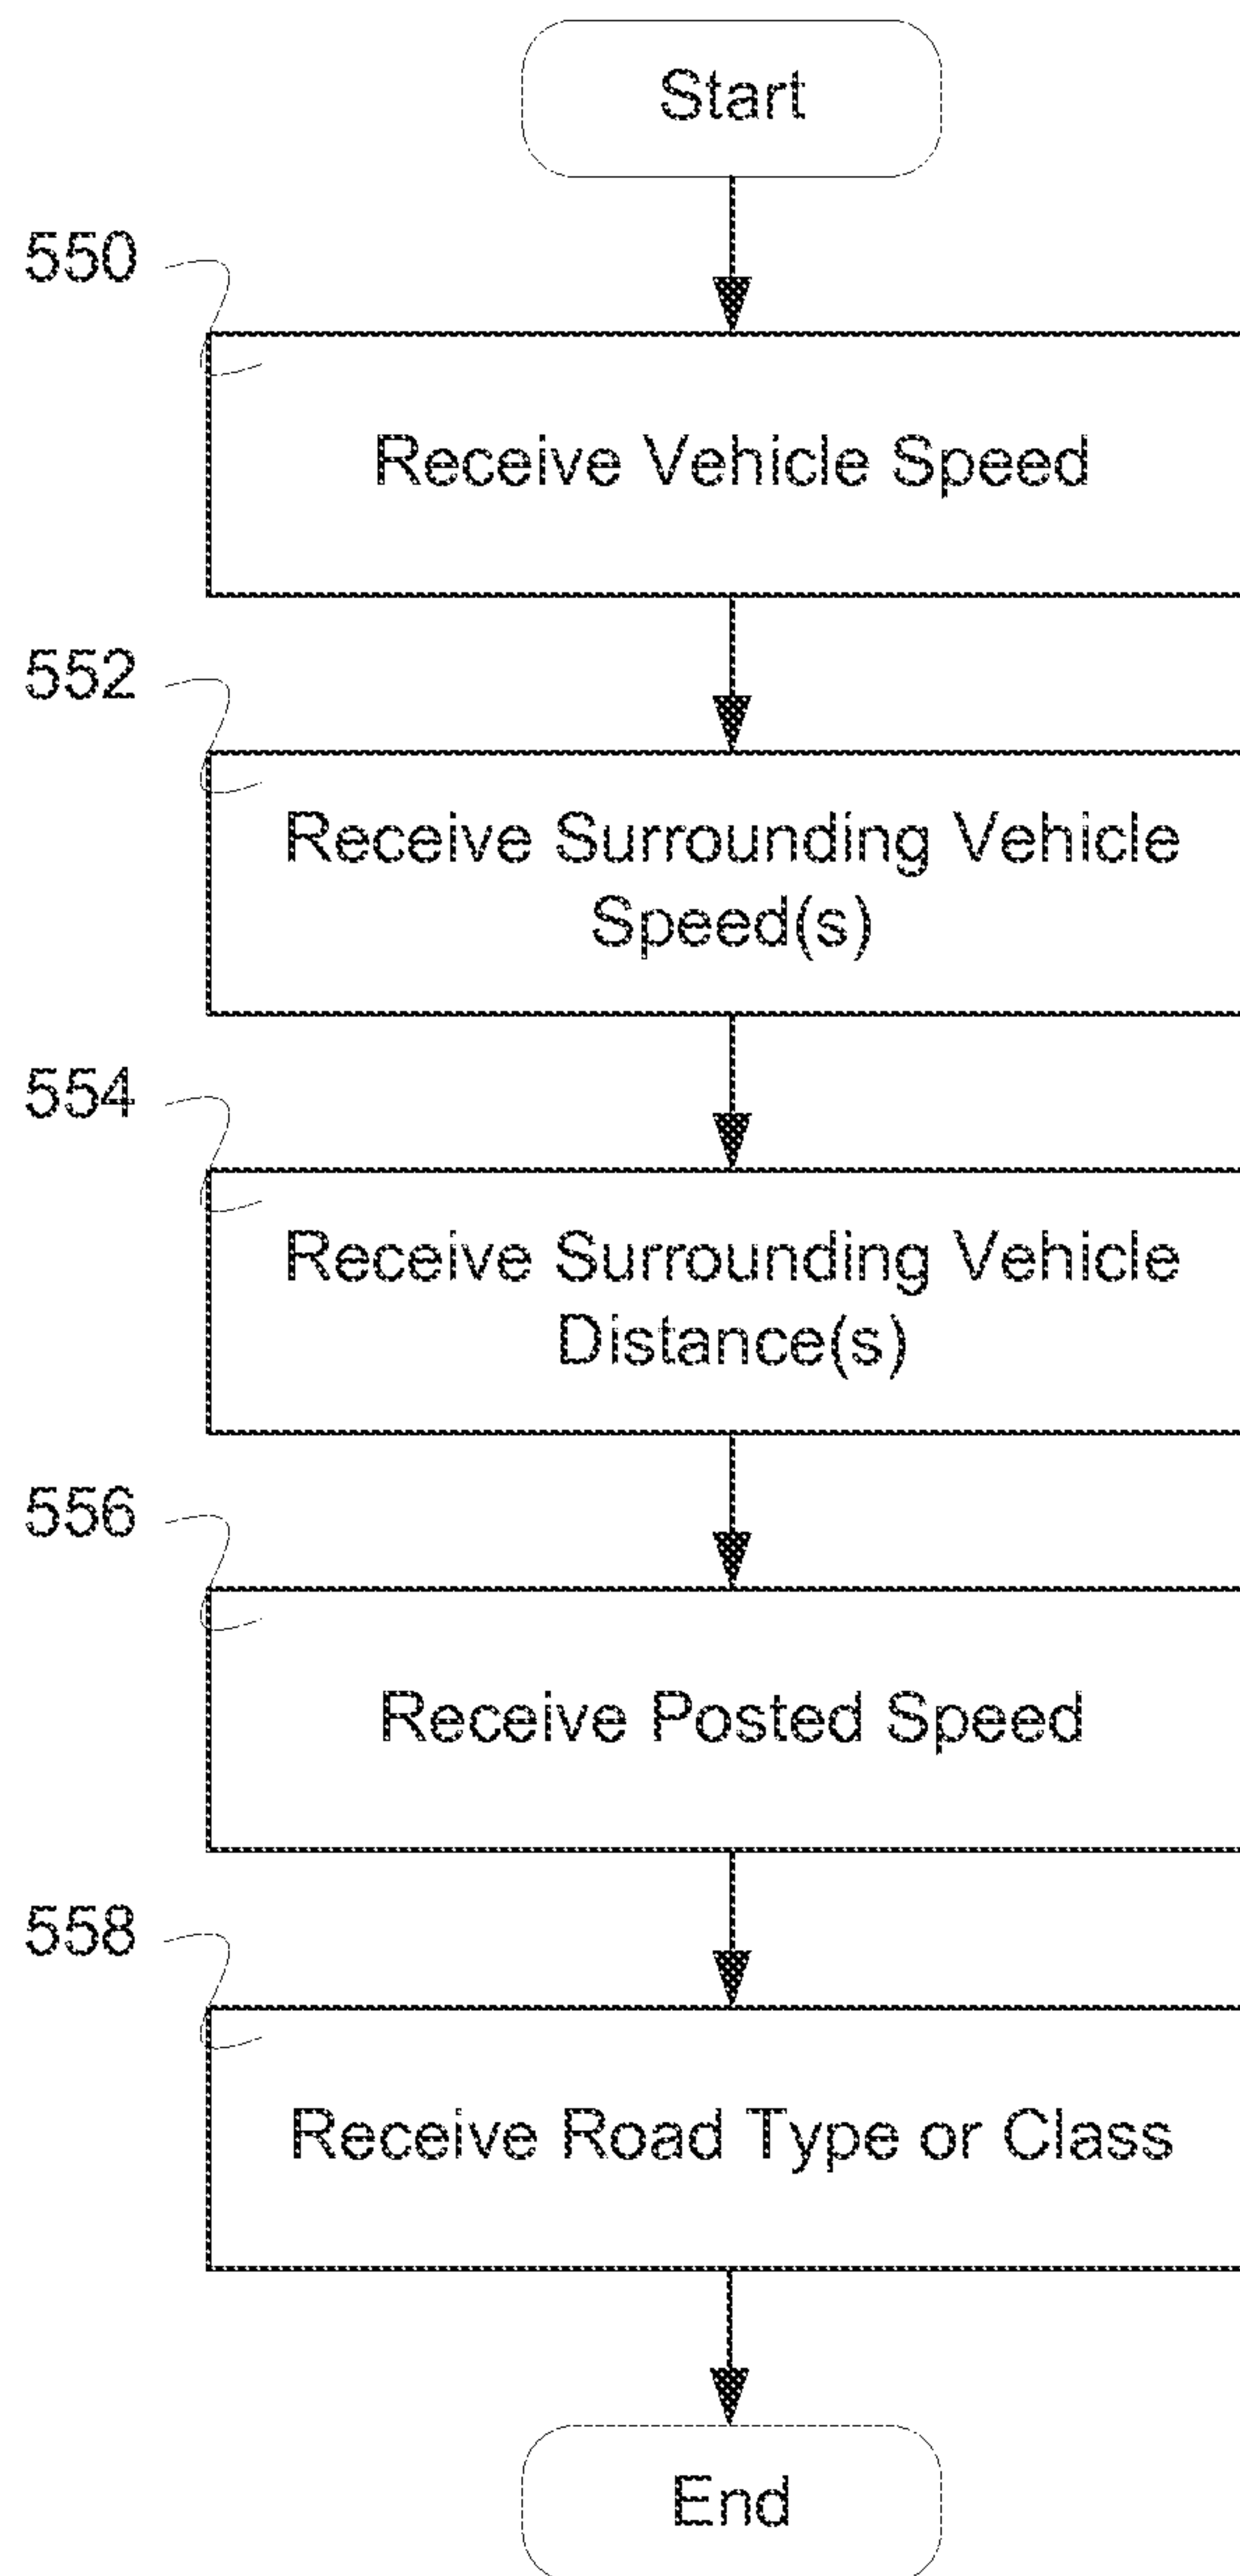 Start
550
Receive Vehicle Speed
552
Receive Surrounding Vehicle
Speed(s)
554
Receive Surrounding Vehicle
Distance(s)
556
Receive Posted Speed
558
Receive Road Type or Class
End